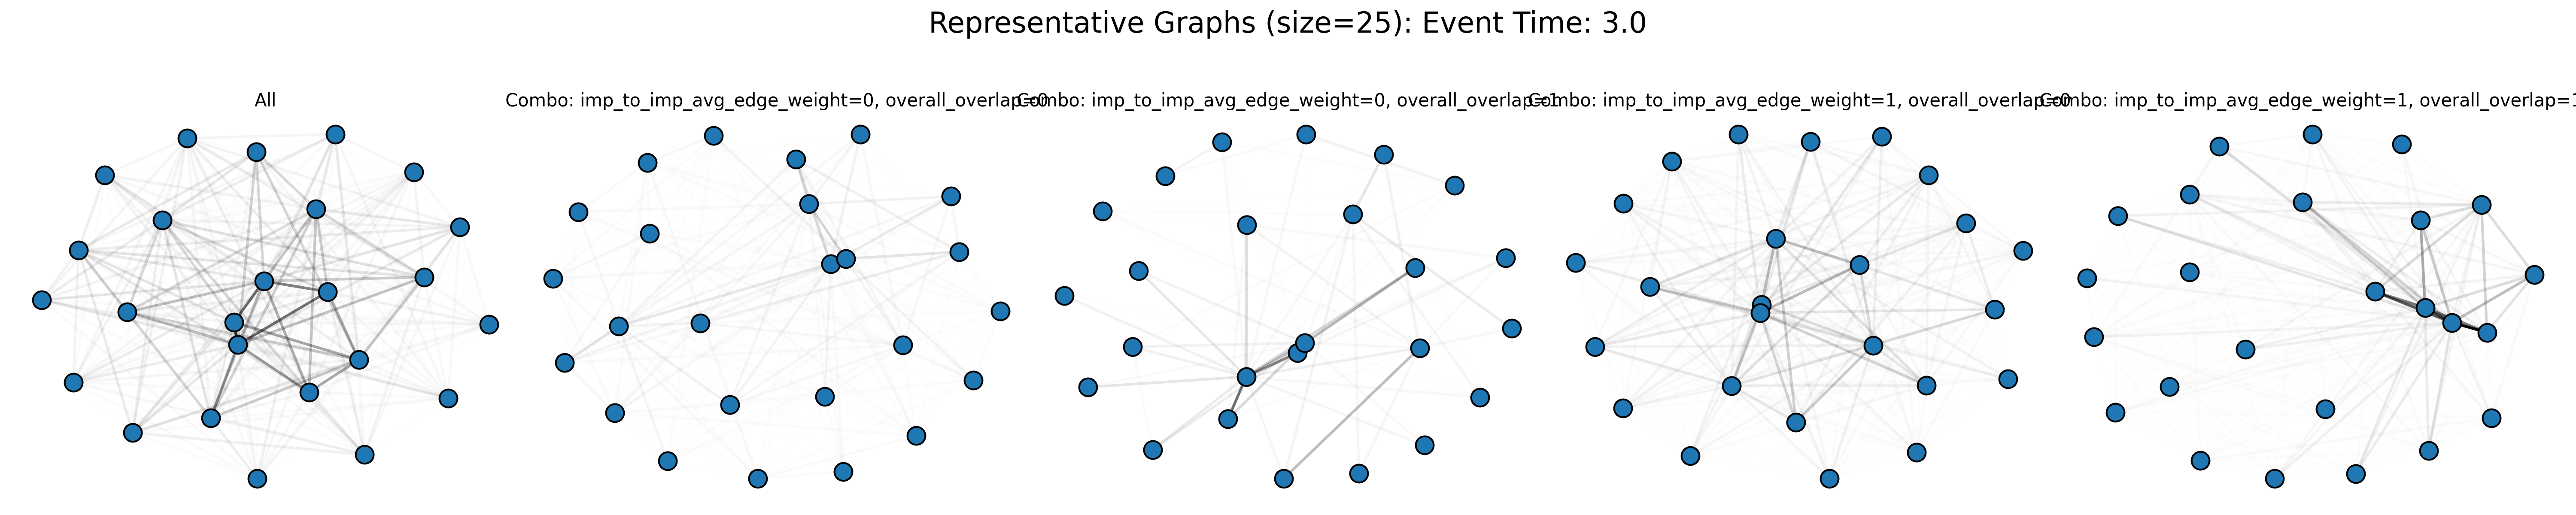 Representative Graphs (size=25): Event Time: 3.0
All
Combo: imp_to_imp_avg_edge_weight=0, overall_overlap=0
Combo: imp_to_imp_avg_edge_weight=0, overall_overlap=1
Combo: imp_to_imp_avg_edge_weight=1, overall_overlap=0
Combo: imp_to_imp_avg_edge_weight=1, overall_overlap=1